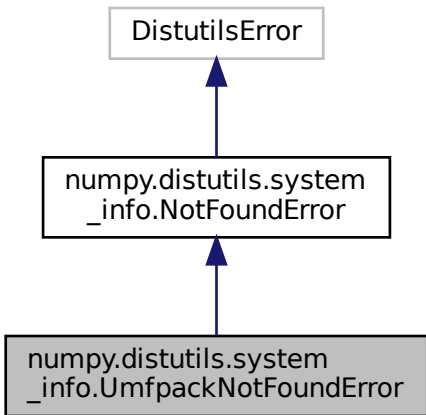 DistutilsError
numpy.distutils.system
_info.NotFoundError
numpy.distutils.system
_info.UmfpackNotFoundError